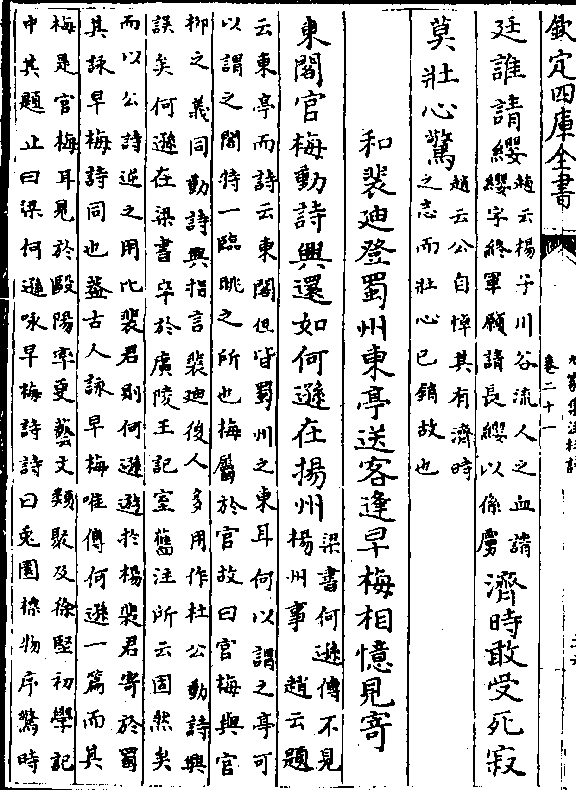 欽定四庫全書
卷二十一
廷誰請纓
趙云楊子川谷流人之血請
纓字終軍願請長纓以係虜
濟時敢受死寂
莫壯心驚
趙云公自悼其有濟時
之志而壯心已銷故也
和裴迪登蜀州東亭送客逢早梅相憶見寄
東閣官梅動詩興還如何遜在揚州
梁書何遜傳不見
楊州事 趙云題
云東亭而詩云東閣但皆蜀州之東耳何以謂之亭可
以謂之閣特一臨眺之所也梅屬於官故曰官梅與官
柳之義同動詩興指言裴迪後人多用作杜公動詩興
誤矣何遜在梁書卒於廬陵王記室舊注所云固然矣
而以公詩逆之用比裴君則何遜遊於楊裴君寄於蜀
其詠早梅詩同也蓋古人詠早梅唯傳何遜一篇而其
梅是官梅耳見於歐陽率更藝文類聚及徐堅初學記
中其題止曰梁何遜咏早梅詩詩曰兎園標物序驚時